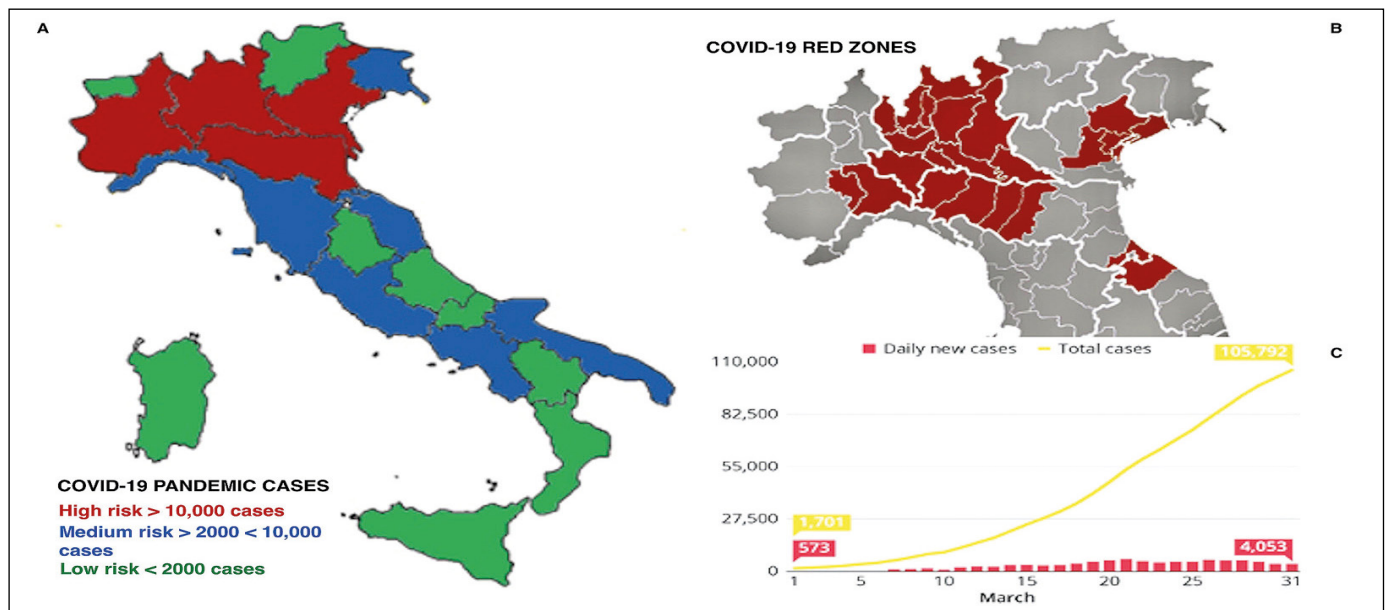 A
COVID-19 PANDEMIC CASES
High risk > 10,000 cases
Medium risk > 2000 < 10,000
cases
Low risk < 2000 cases
COVID-19 RED ZONES
B
Daily new cases
Total cases
C
110,000
82,500
55,000
27,500
0
105,792
1,701
573
4,053
1
5
10
15
20
25
31
March